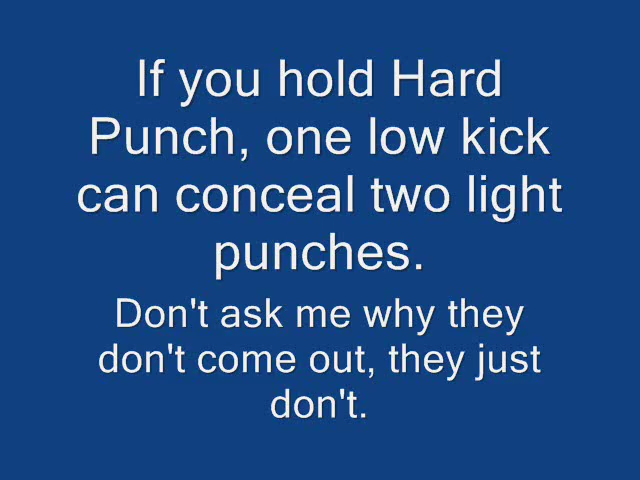 If you hold Hard
Punch, one low kick
can conceal two light
punches.
Don't ask me why they
don't come out, they just
don't.